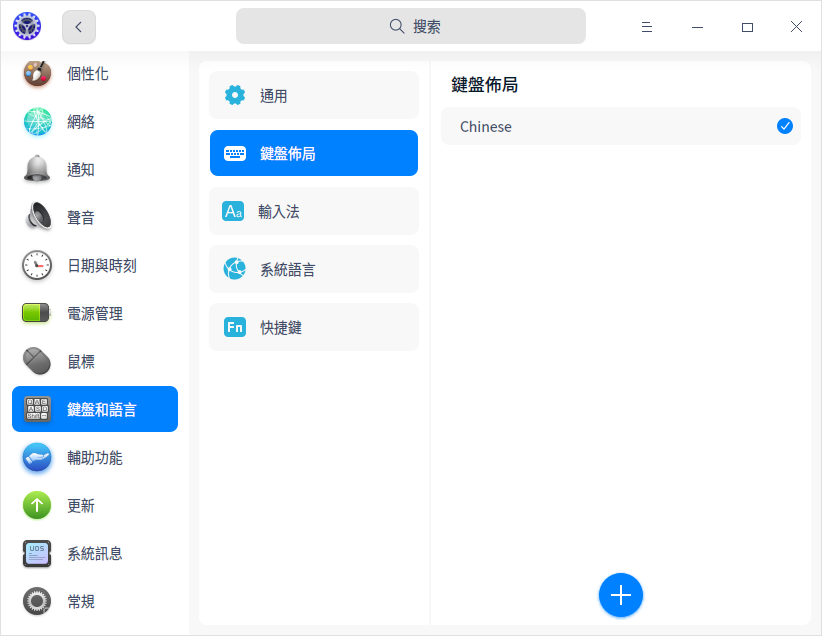 搜索
個性化
網絡
通知
聲音
日期與時刻
電源管理
鼠標
鍵盤和語言
輔助功能
更新
系統訊息
常規
通用
鍵盤佈局
Aa
輸入法
系統語言
Fn
快捷鍵
鍵盤佈局
Chinese
UOS